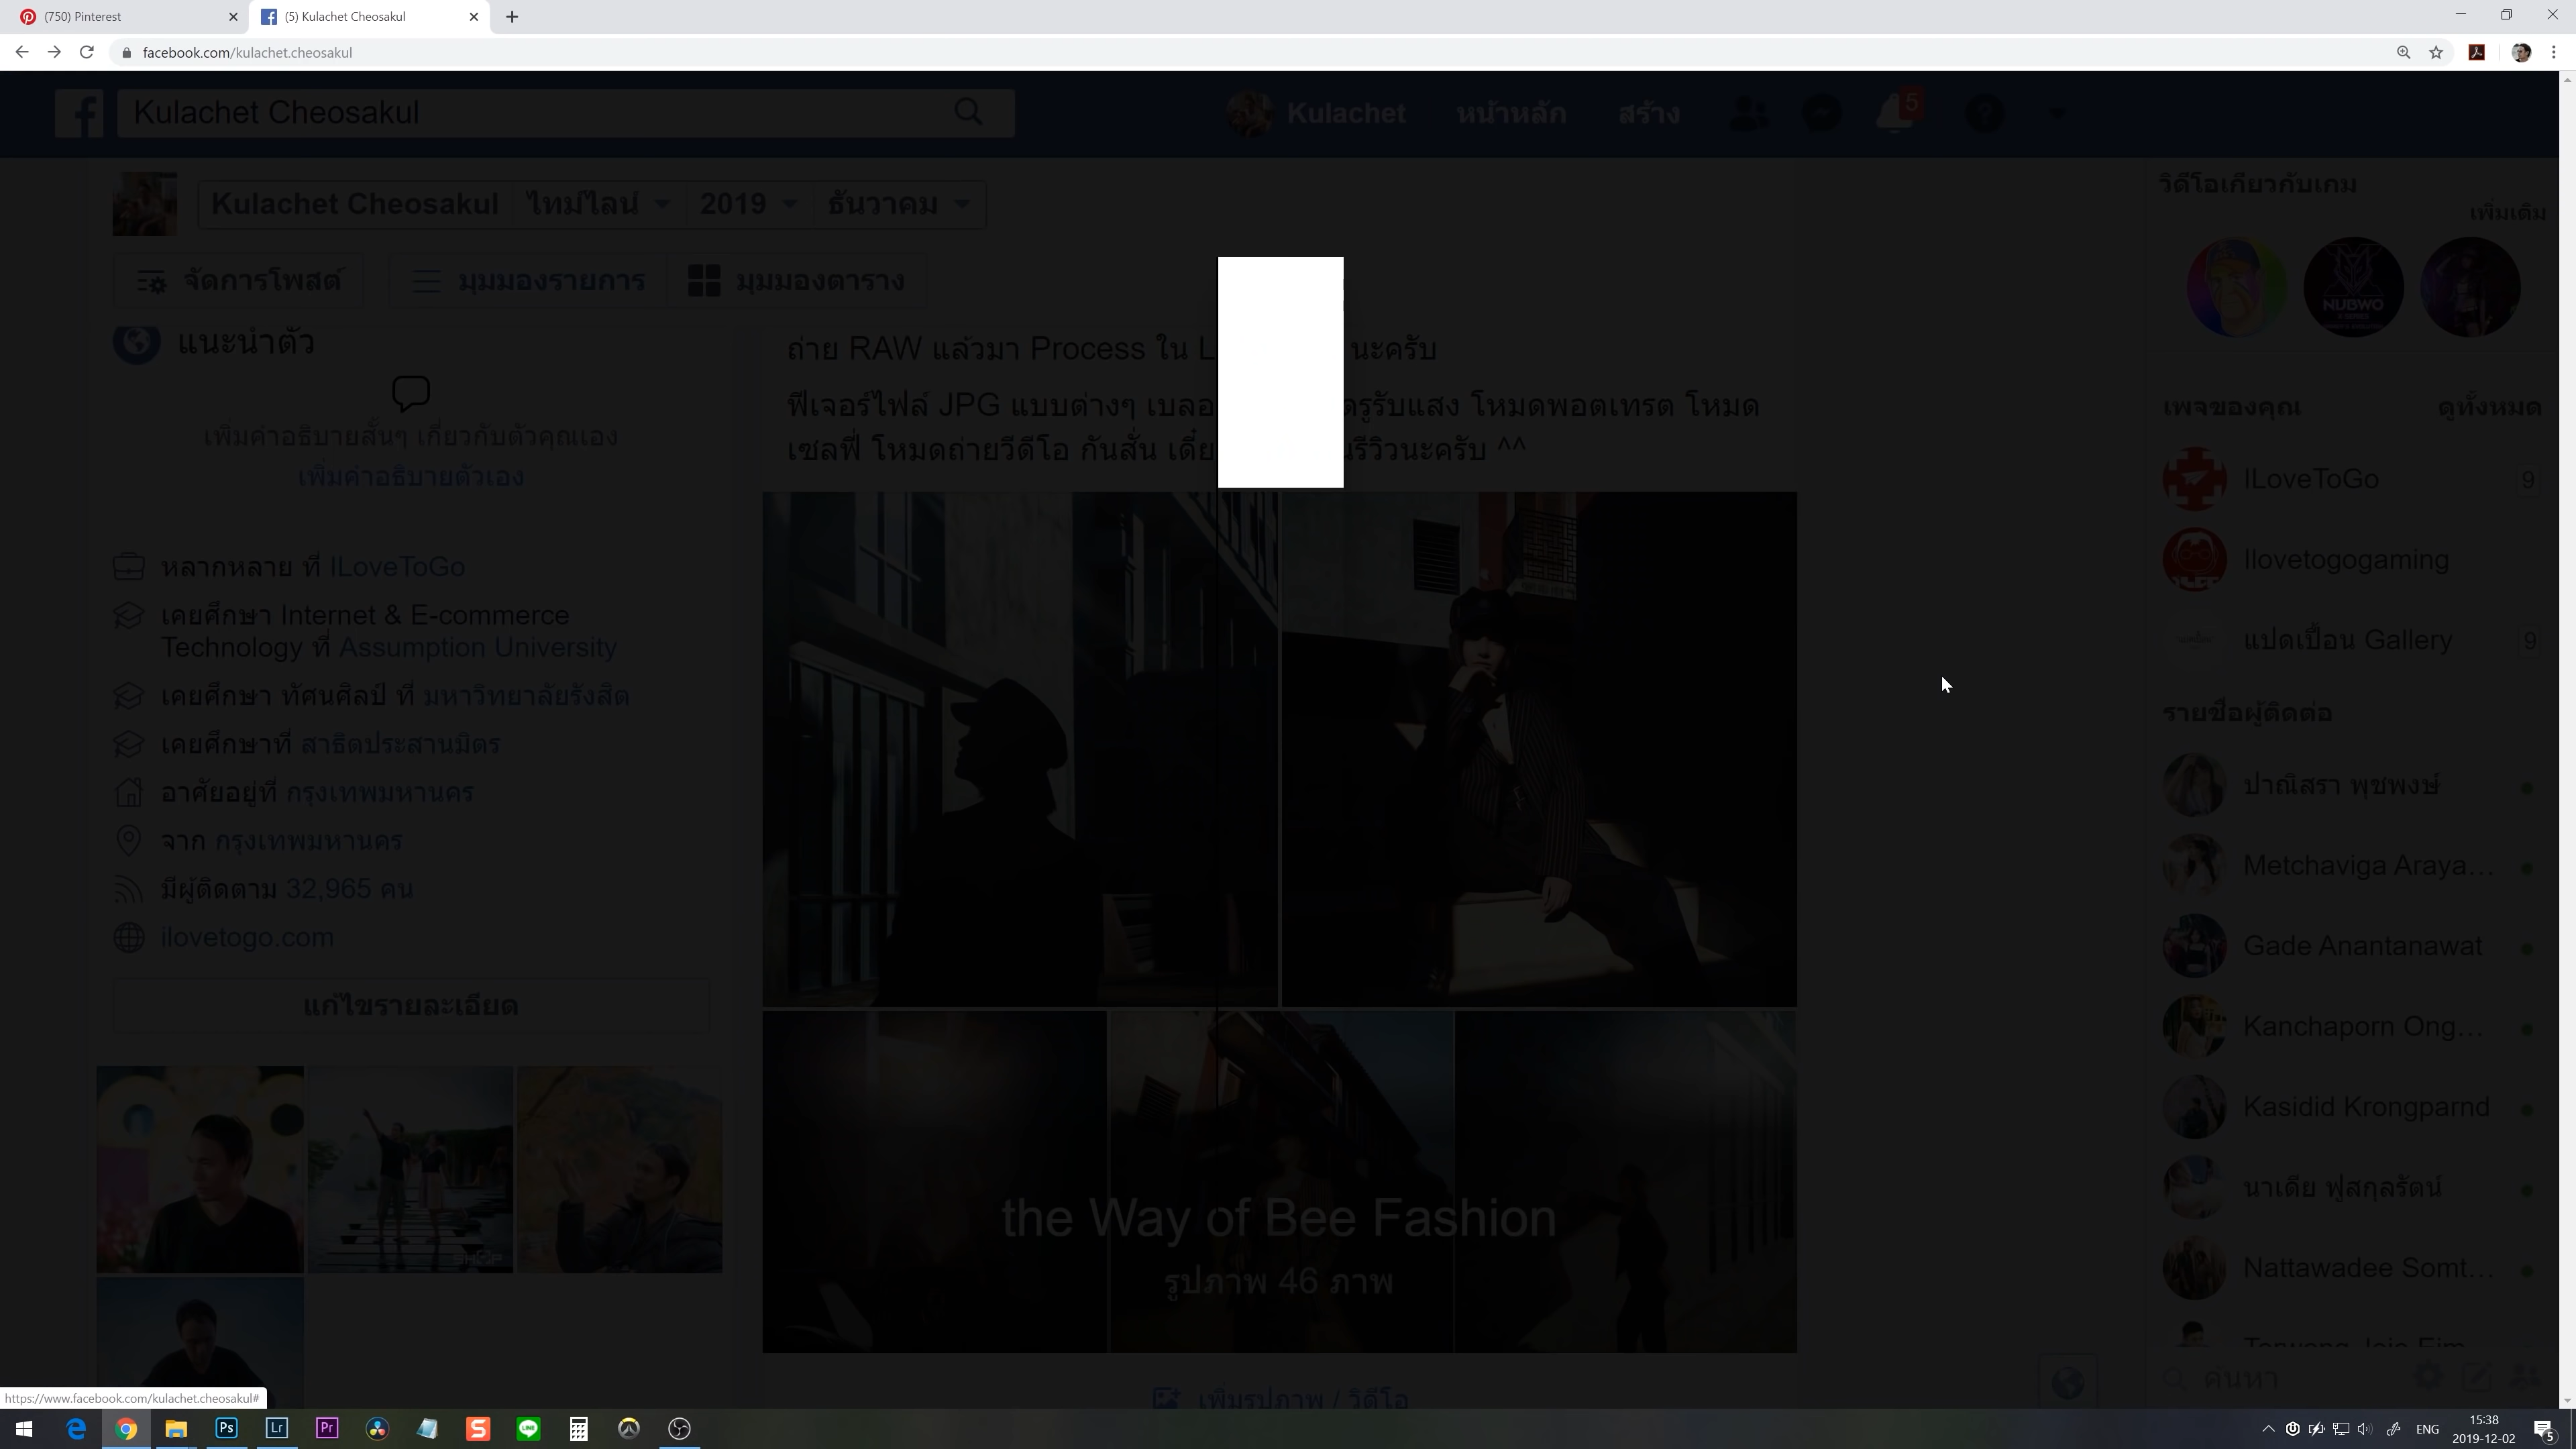 (750) Pinterest
(5) Kulachet Cheosakul
facebook.com/kulachet.cheosakul
Kulachet Cheosakul
Kulachet
หน้าหลัก
สร้าง
5
Kulachet Cheosakul
ไทม์ไลน์
2019
ธันวาคม
จัดการโพสต์
มุมมองรายการ
มุมมองตาราง
แนะนำตัว
เพิ่มคำอธิบายสั้นๆ เกี่ยวกับตัวคุณเอง
เพิ่มคำอธิบายตัวเอง
หลากหลาย ที่ ILoveToGo
เคยศึกษา Internet & E-commerce
Technology ที่ Assumption University
เคยศึกษา ทัศนศิลป์ ที่ มหาวิทยาลัยรังสิต
เคยศึกษาที่ สาธิตประสานมิตร
อาศัยอยู่ที่ กรุงเทพมหานคร
จาก กรุงเทพมหานคร
มีผู้ติดตาม 32,965 คน
ilovetogo.com
แก้ไขรายละเอียด
ถ่าย RAW แล้วมา Process ใน L นะครับ
ฟีเจอร์ไฟล์ JPG แบบต่างๆ เบลอ รูรับแสง โหมดพอตเทรต โหมด
เซลฟี่ โหมดถ่ายวีดีโอ กันสั่น เดี๋ย รีวิวนะครับ ^^
the Way of Bee Fashion
รูปภาพ 46 ภาพ
เพิ่มรูปภาพ / วิดีโอ
วิดีโอเกี่ยวกับเกม
เพิ่มเติม
NUBWO
เพจของคุณ
ดูทั้งหมด
ILoveToGo
9
Ilovetogogaming
แปดเปื้อน Gallery
9
รายชื่อผู้ติดต่อ
ปาณิสรา พุชพงษ์
Metchaviga Araya...
Gade Anantanawat
Kanchaporn Ong...
Kasidid Krongparnd
นาเดีย ฟูสกุลรัตน์
Nattawadee Somt...
ค้นหา
https://www.facebook.com/kulachet.cheosakul#
Ps
Lr
Pr
ENG
15:38
2019-12-02
5